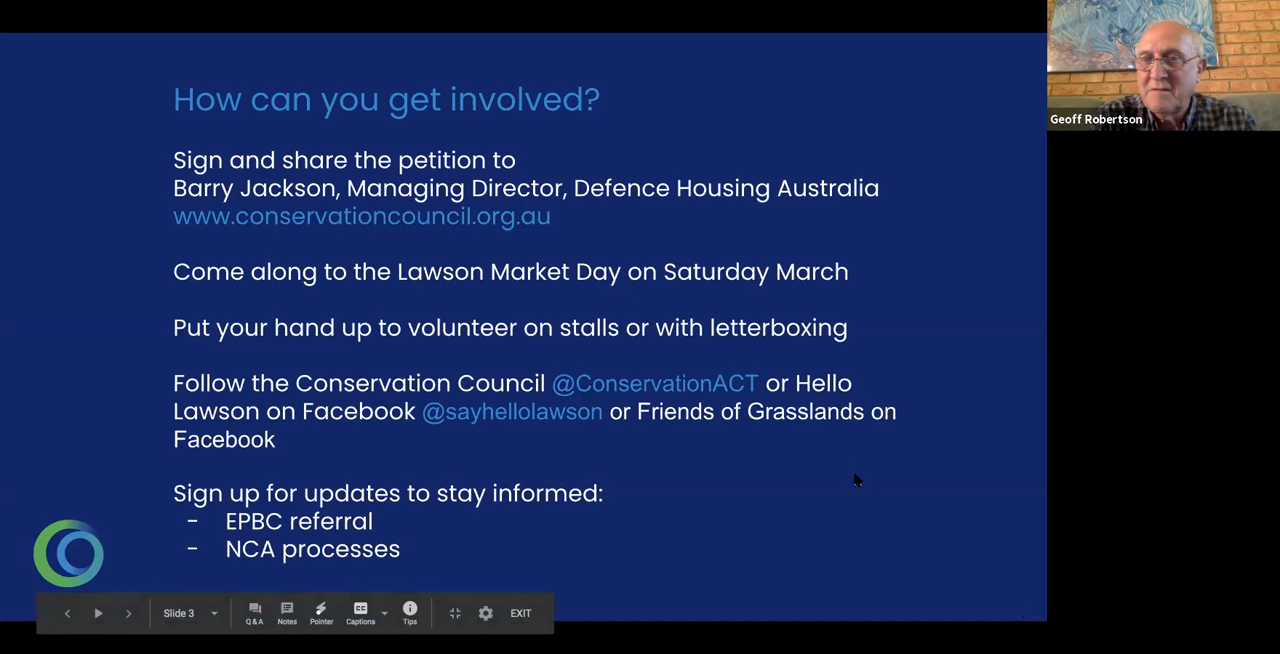 How can you get involved?
Sign and share the petition to
Barry Jackson, Managing Director, Defence Housing Australia
www.conservationcouncil.org.au
Come along to the Lawson Market Day on Saturday March
Put your hand up to volunteer on stalls or with letterboxing
Follow the Conservation Council @ConservationACT or Hello
Lawson on Facebook @sayhellolawson or Friends of Grasslands on
Facebook
Sign up for updates to stay informed:
- EPBC referral
- NCA processes
Geoff Robertson
Slide 3
Q & A
Notes
Pointer
CC
Captions
Tips
EXIT